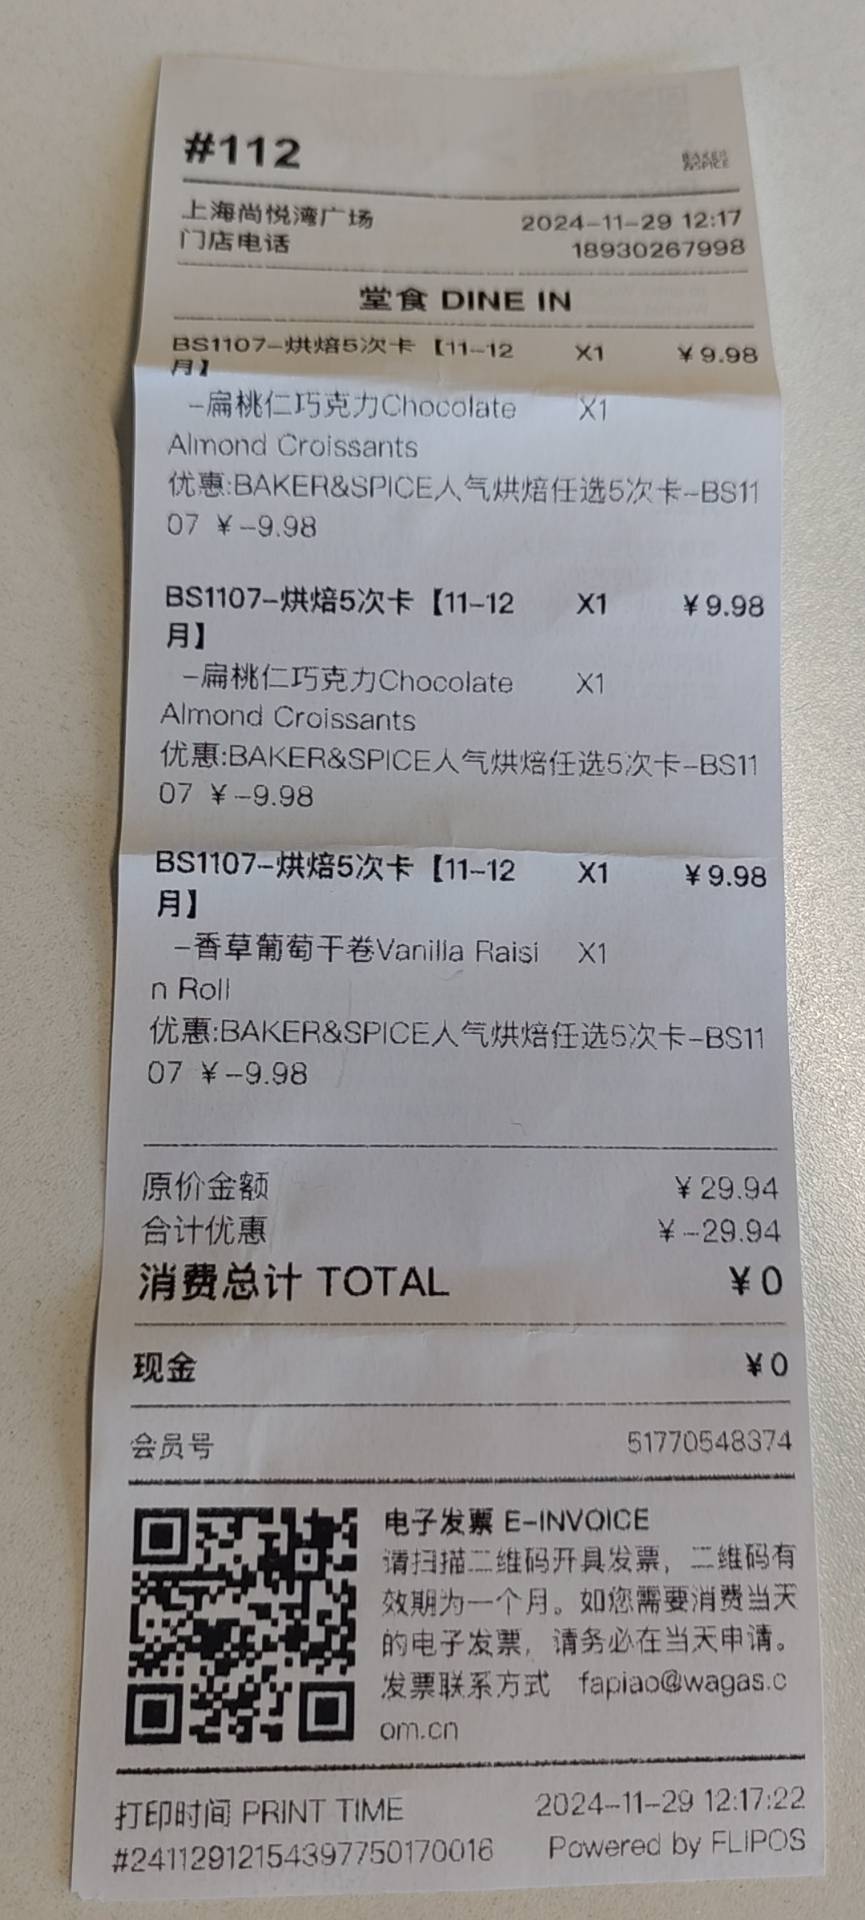 #112
BAKER
&SPICE
上海尚悦湾广场 2024-11-29 12:17
门店电话 18930267998
堂食 DINE IN
BS1107-烘焙5次卡【11-12 X1 ¥9.98
月】
-扁桃仁巧克力Chocolate X1
Almond Croissants
优惠:BAKER&SPICE人气烘焙任选5次卡-BS11
07 ¥-9.98
BS1107-烘焙5次卡【11-12 X1 ¥9.98
月】
-扁桃仁巧克力Chocolate X1
Almond Croissants
优惠:BAKER&SPICE人气烘焙任选5次卡-BS11
07 ¥-9.98
BS1107-烘焙5次卡【11-12 X1 ¥9.98
月】
-香草葡萄干卷Vanilla Raisi X1
n Roll
优惠:BAKER&SPICE人气烘焙任选5次卡-BS11
07 ¥-9.98
原价金额 ¥29.94
合计优惠 ¥-29.94
消费总计 TOTAL ¥0
现金 ¥0
会员号 51770548374
电子发票 E-INVOICE
请扫描二维码开具发票，二维码有
效期为一个月。如您需要消费当天
的电子发票，请务必在当天申请。
发票联系方式 fapiao@wagas.c
om.cn
打印时间 PRINT TIME 2024-11-29 12:17:22
#24112912154397750170016 Powered by FLIPOS